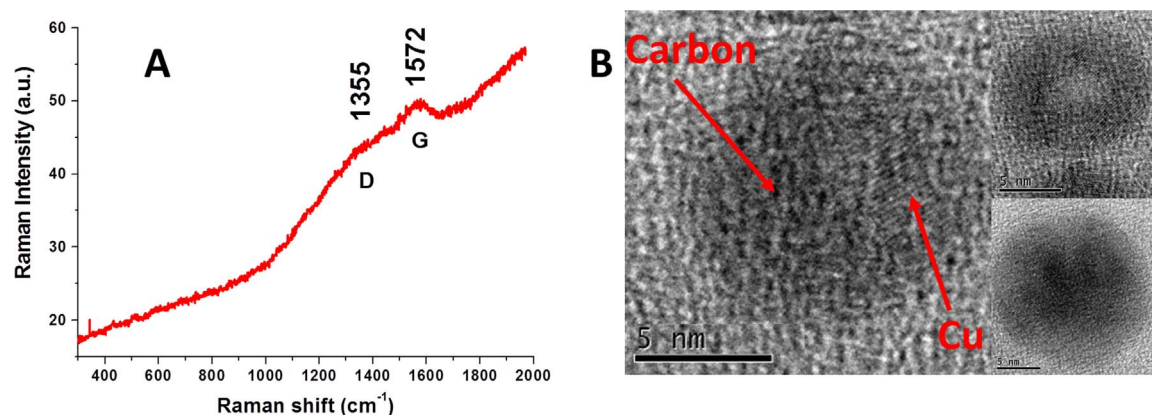 A
60
50
40
30
20
Raman Intensity (a.u.)
1355
1572
D
G
400 600 800 1000 1200 1400 1600 1800 2000
Raman shift (cm⁻¹)
B
Carbon
Cu
5 nm
5 nm
5 nm